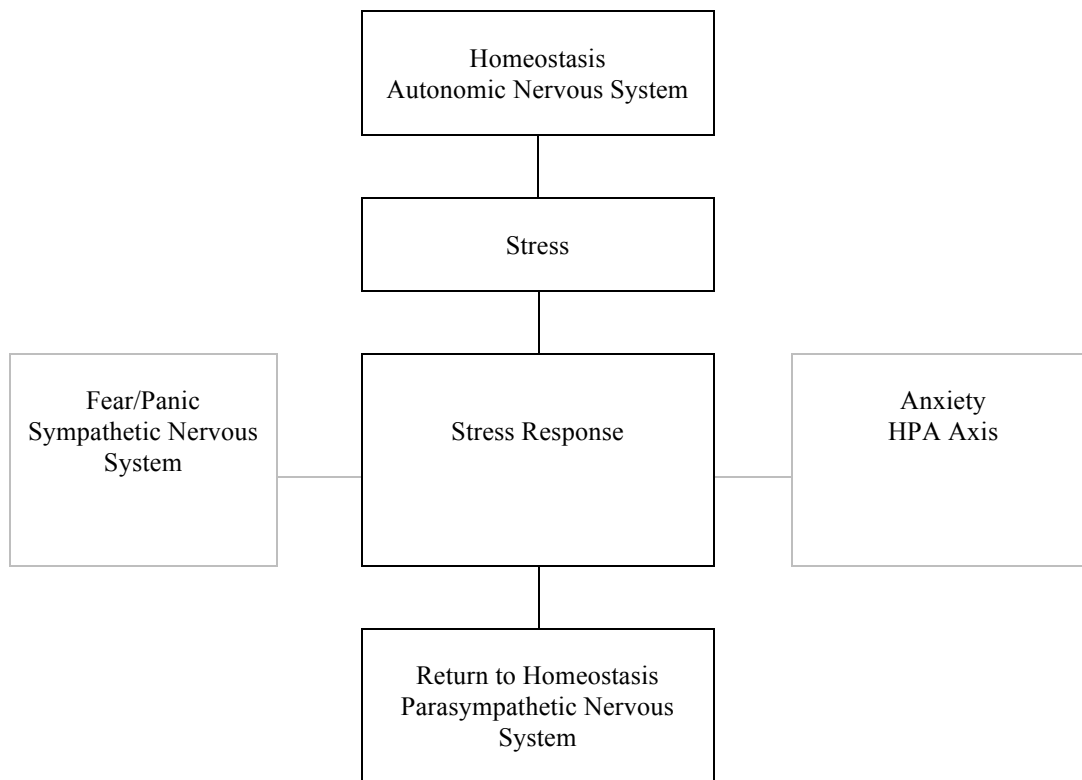 Homeostasis
Autonomic Nervous System
Stress
Fear/Panic
Sympathetic Nervous
System
Stress Response
Anxiety
HPA Axis
Return to Homeostasis
Parasympathetic Nervous
System